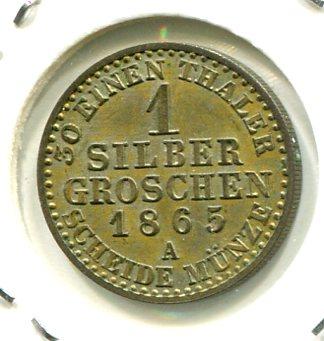 30 EINEN THALER
1
SILBER
GROSCHEN
1865
A
SCHEIDE MÜNZE